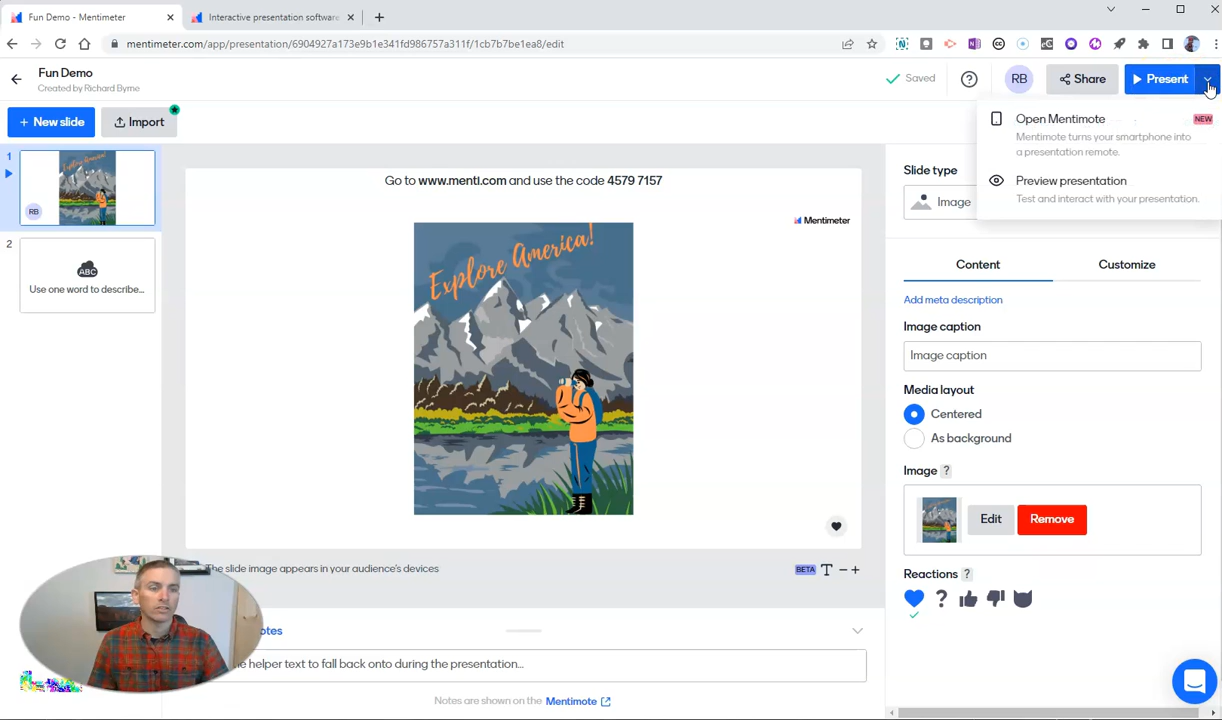 Fun Demo - Mentimeter
Interactive presentation software
mentimeter.com/app/presentation/6904927a173e9b1e341fd986757a311f/1cb7b7be1ea8/edit
Fun Demo
Created by Richard Byrne
Saved
RB
Share
Present
+ New slide
Import
Open Mentimote
NEW
Mentimote turns your smartphone into
a presentation remote.
Preview presentation
Test and interact with your presentation.
1
RB
2
ABC
Use one word to describe...
Go to www.menti.com and use the code 4579 7157
Mentimeter
Explore America!
The slide image appears in your audience's devices
BETA
T
Slide type
Image
Content
Customize
Add meta description
Image caption
Image caption
Media layout
Centered
As background
Image ?
Edit
Remove
Reactions ?
otes
e helper text to fall back onto during the presentation...
Notes are shown on the Mentimote